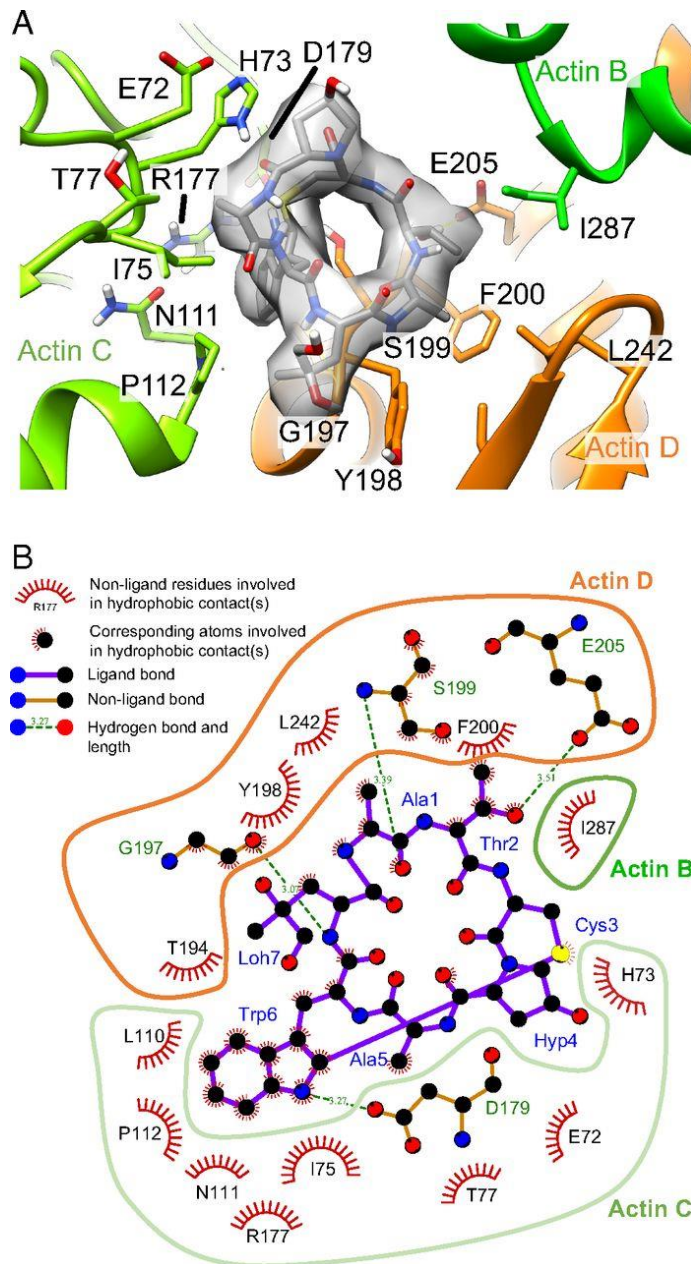 A
D179
H73
E72
Actin B
T77
R177
E205
I287
I75
F200
N111
Actin C
S199
L242
P112
G197
Actin D
Y198
B
Non-ligand residues involved
in hydrophobic contact(s)
R177
Corresponding atoms involved
in hydrophobic contact(s)
Ligand bond
Non-ligand bond
3.27
Hydrogen bond and
length
Actin D
E205
S199
L242
F200
Y198
3.39
Ala1
3.51
G197
Thr2
I287
3.07
Actin B
Cys3
T194
Loh7
H73
Trp6
L110
Ala5
Hyp4
3.27
D179
P112
E72
I75
N111
T77
R177
Actin C